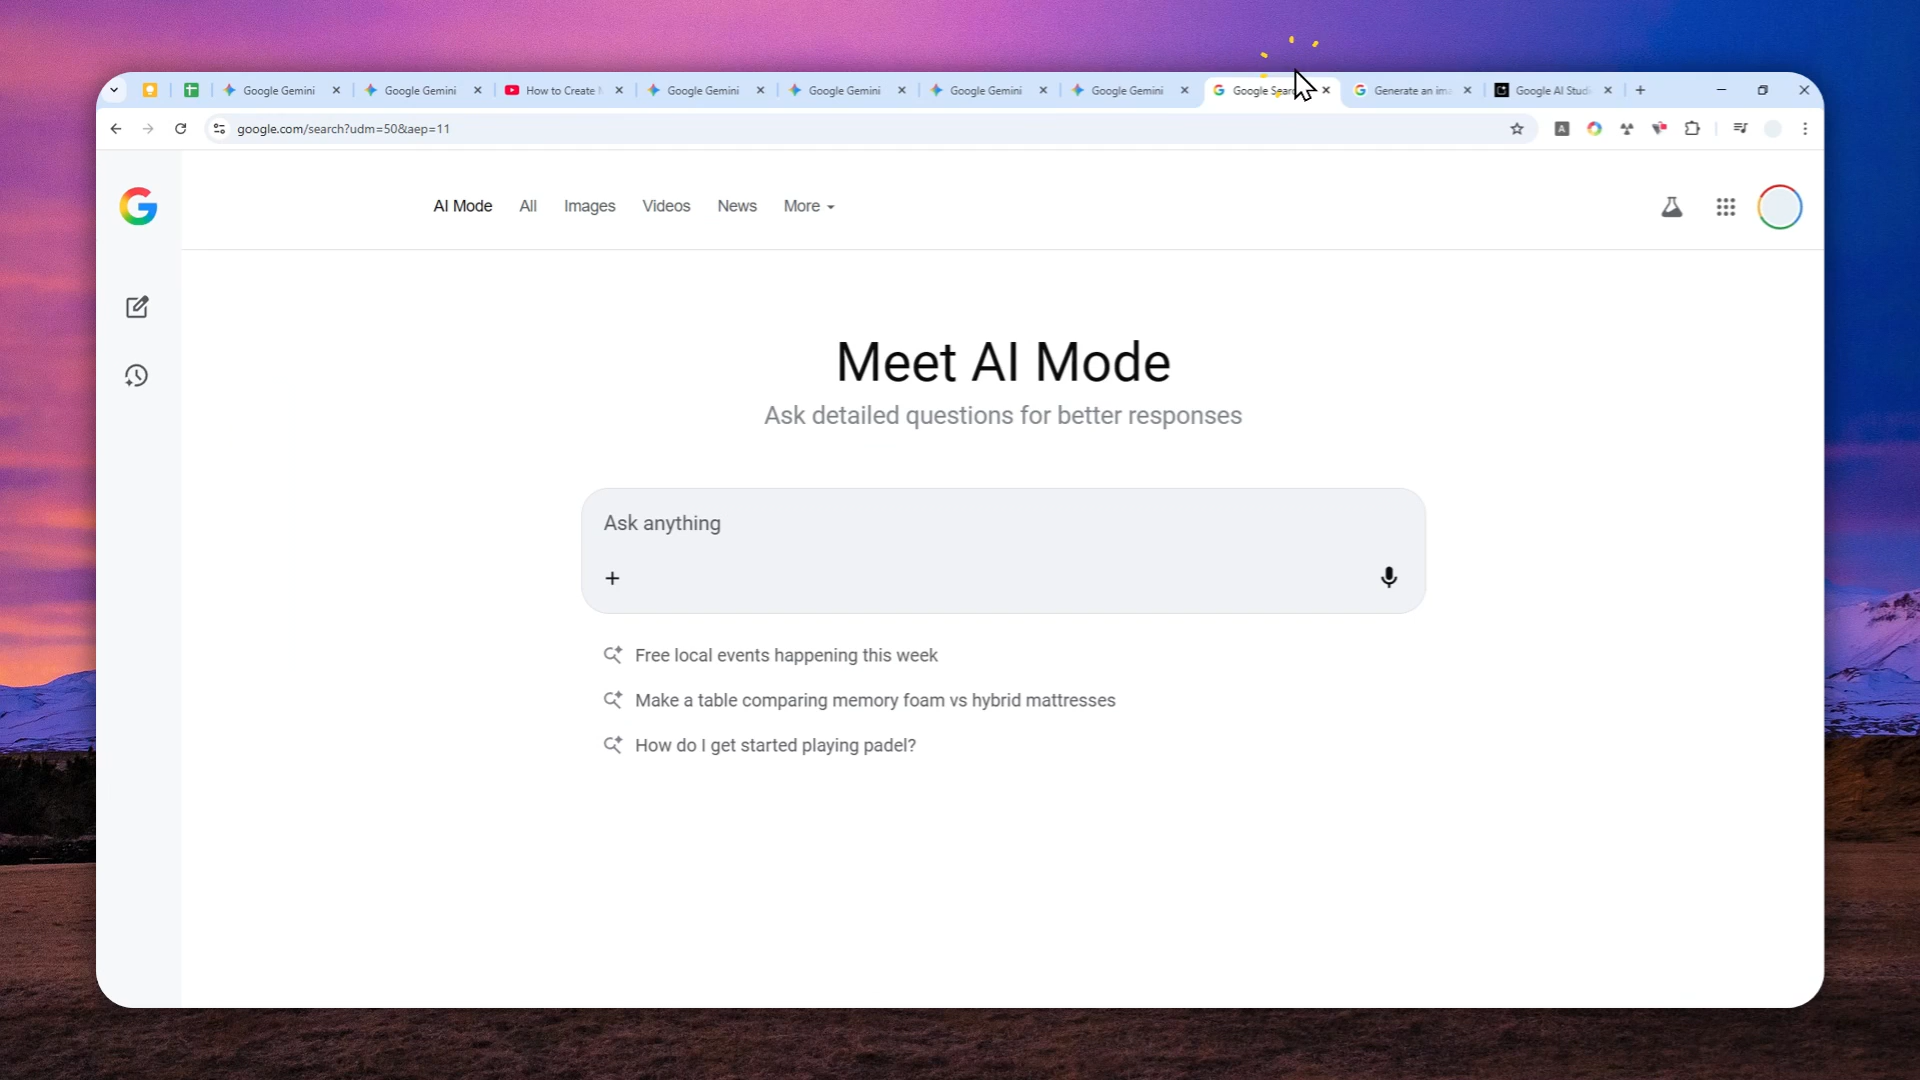 Google Gemini
Google Gemini
How to Create
Google Gemini
Google Gemini
Google Gemini
Google Gemini
Google Sear
Generate an ima
Google AI Studi
google.com/search?udm=50&aep=11
A
AI Mode
All
Images
Videos
News
More
Meet AI Mode
Ask detailed questions for better responses
Ask anything
Free local events happening this week
Make a table comparing memory foam vs hybrid mattresses
How do I get started playing padel?